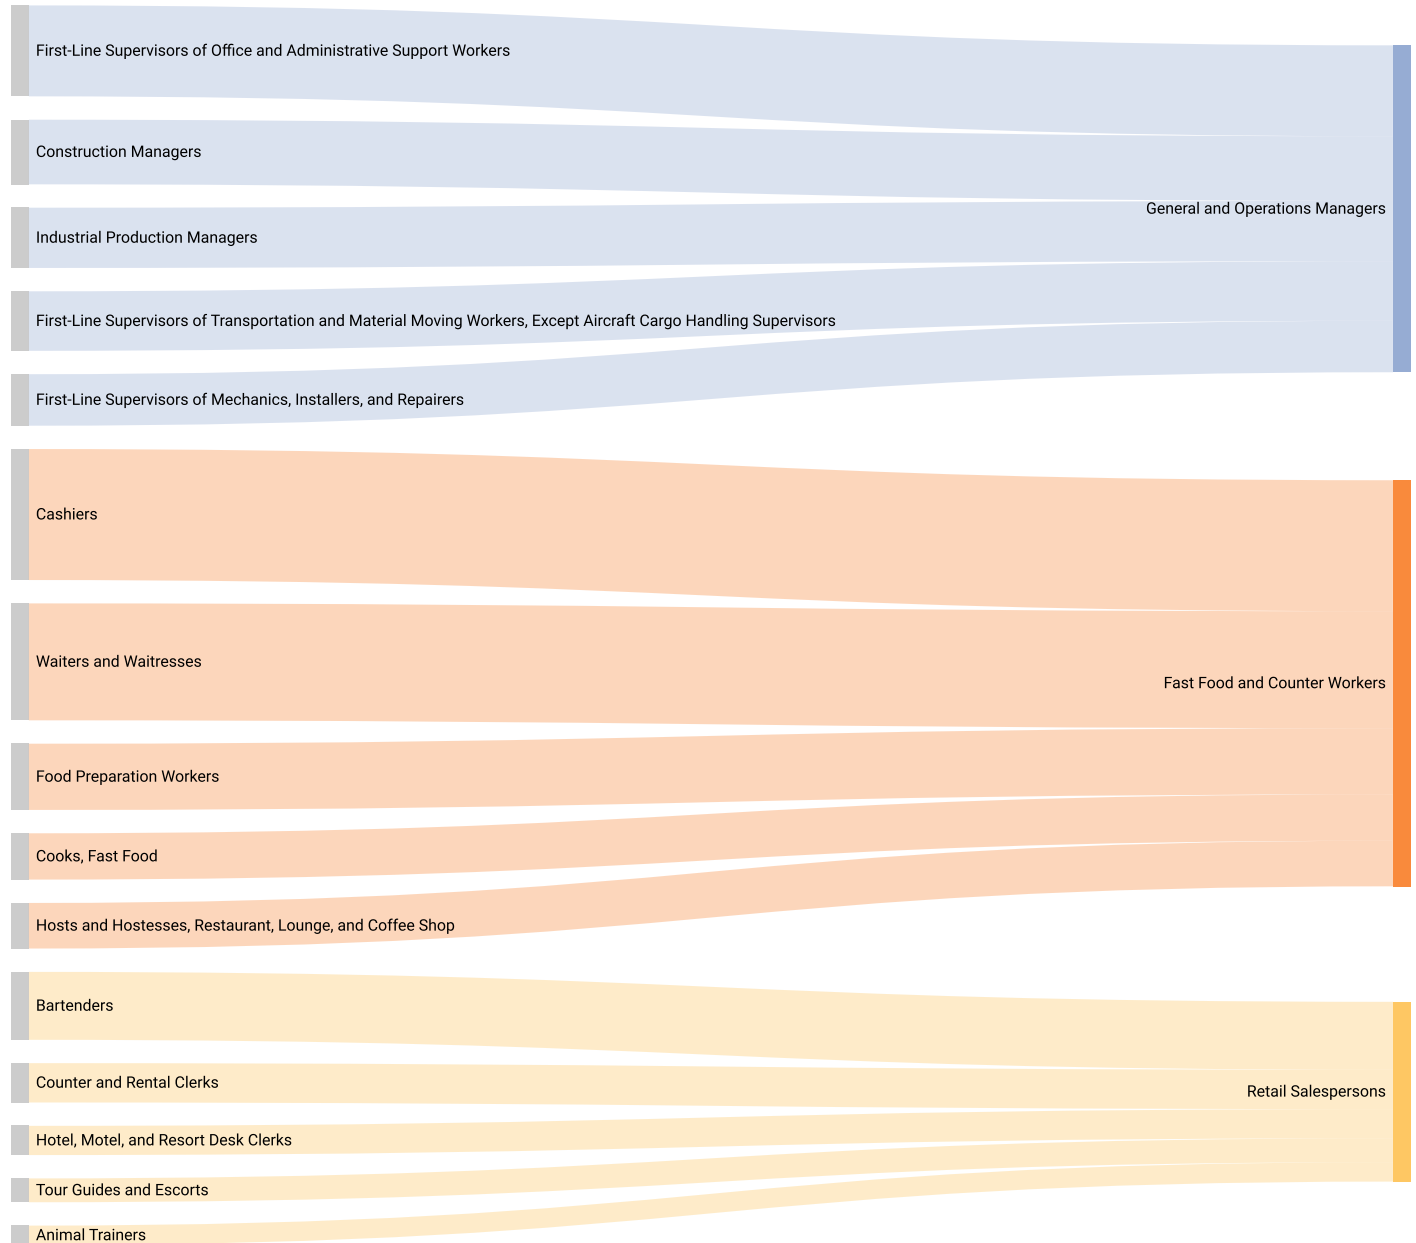 First-Line Supervisors of Office and Administrative Support Workers
Construction Managers
General and Operations Managers
Industrial Production Managers
First-Line Supervisors of Transportation and Material Moving Workers, Except Aircraft Cargo Handling Supervisors
First-Line Supervisors of Mechanics, Installers, and Repairers
Cashiers
Waiters and Waitresses
Fast Food and Counter Workers
Food Preparation Workers
Cooks, Fast Food
Hosts and Hostesses, Restaurant, Lounge, and Coffee Shop
Bartenders
Counter and Rental Clerks
Retail Salespersons
Hotel, Motel, and Resort Desk Clerks
Tour Guides and Escorts
Animal Trainers